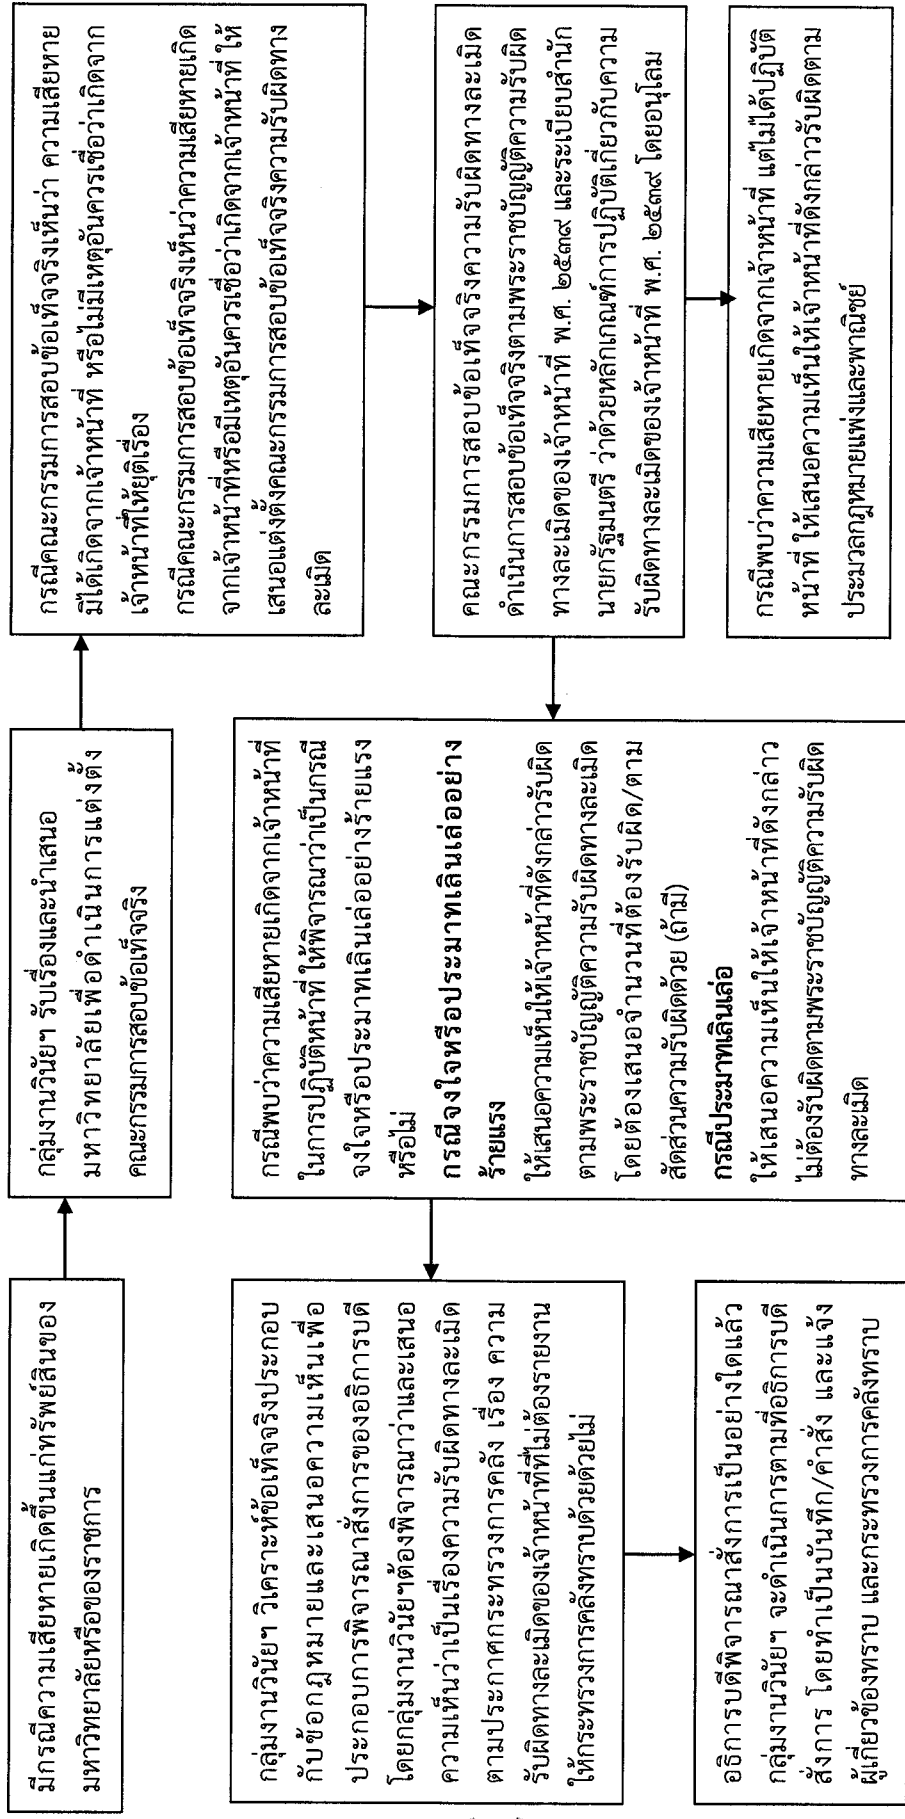 มีกรณีความเสียหายเกิดขึ้นแก่ทรัพย์สินของ
มหาวิทยาลัยหรือของราชการ
กลุ่มงานวินัยฯ รับเรื่องและนำเสนอ
มหาวิทยาลัยเพื่อดำเนินการแต่งตั้ง
คณะกรรมการสอบข้อเท็จจริง
กรณีคณะกรรมการสอบข้อเท็จจริงเห็นว่า ความเสียหาย
มิได้เกิดจากเจ้าหน้าที่ หรือไม่มีเหตุอันควรเชื่อว่าเกิดจาก
เจ้าหน้าที่ให้ยุติเรื่อง
กรณีคณะกรรมการสอบข้อเท็จจริงเห็นว่าความเสียหายเกิด
จากเจ้าหน้าที่หรือมีเหตุอันควรเชื่อว่าเกิดจากเจ้าหน้าที่ ให้
เสนอแต่งตั้งคณะกรรมการสอบข้อเท็จจริงความรับผิดทาง
ละเมิด
คณะกรรมการสอบข้อเท็จจริงความรับผิดทางละเมิด
ดำเนินการสอบข้อเท็จจริงตามพระราชบัญญัติความรับผิด
ทางละเมิดของเจ้าหน้าที่ พ.ศ. ๒๕๓๙ และระเบียบสำนัก
นายกรัฐมนตรี ว่าด้วยหลักเกณฑ์การปฏิบัติเกี่ยวกับความ
รับผิดทางละเมิดของเจ้าหน้าที่ พ.ศ. ๒๕๓๙ โดยอนุโลม
กรณีพบว่าความเสียหายเกิดจากเจ้าหน้าที่ แต่ไม่ได้ปฏิบัติ
หน้าที่ ให้เสนอความเห็นให้เจ้าหน้าที่ดังกล่าวรับผิดตาม
ประมวลกฎหมายแพ่งและพาณิชย์
กรณีพบว่าความเสียหายเกิดจากเจ้าหน้าที่
ในการปฏิบัติหน้าที่ ให้พิจารณาว่าเป็นกรณี
จงใจหรือประมาทเลินเล่ออย่างร้ายแรง
หรือไม่
กรณีจงใจหรือประมาทเลินเล่ออย่าง
ร้ายแรง
ให้เสนอความเห็นให้เจ้าหน้าที่ดังกล่าวรับผิด
ตามพระราชบัญญัติความรับผิดทางละเมิด
โดยต้องเสนอจำนวนที่ต้องรับผิด/ตาม
สัดส่วนความรับผิดด้วย (ถ้ามี)
กรณีประมาทเลินเล่อ
ให้เสนอความเห็นให้เจ้าหน้าที่ดังกล่าว
ไม่ต้องรับผิดตามพระราชบัญญัติความรับผิด
ทางละเมิด
กลุ่มงานวินัยฯ วิเคราะห์ข้อเท็จจริงประกอบ
กับข้อกฎหมายและเสนอความเห็นเพื่อ
ประกอบการพิจารณาสั่งการของอธิการบดี
โดยกลุ่มงานวินัยฯต้องพิจารณาว่าและเสนอ
ความเห็นว่าเป็นเรื่องความรับผิดทางละเมิด
ตามประกาศกระทรวงการคลัง เรื่อง ความ
รับผิดทางละเมิดของเจ้าหน้าที่ที่ไม่ต้องรายงาน
ให้กระทรวงการคลังทราบด้วยด้วยไม่
อธิการบดีพิจารณาสั่งการเป็นอย่างใดแล้ว
กลุ่มงานวินัยฯ จะดำเนินการตามที่อธิการบดี
สั่งการ โดยทำเป็นบันทึก/คำสั่ง และแจ้ง
ผู้เกี่ยวข้องทราบ และกระทรวงการคลังทราบ